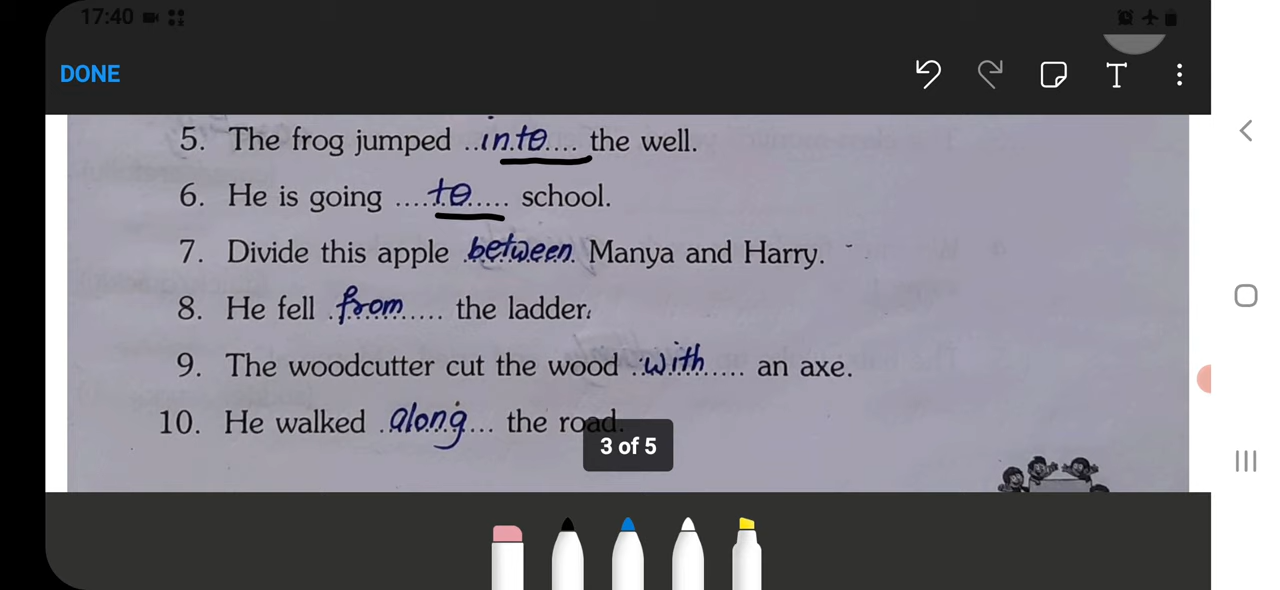 17:40
DONE
T
5. The frog jumped ..into.... the well.
6. He is going ....to...... school.
7. Divide this apple between Manya and Harry.
8. He fell .from...... the ladder.
9. The woodcutter cut the wood ..with..... an axe.
10. He walked .along... the road.
3 of 5